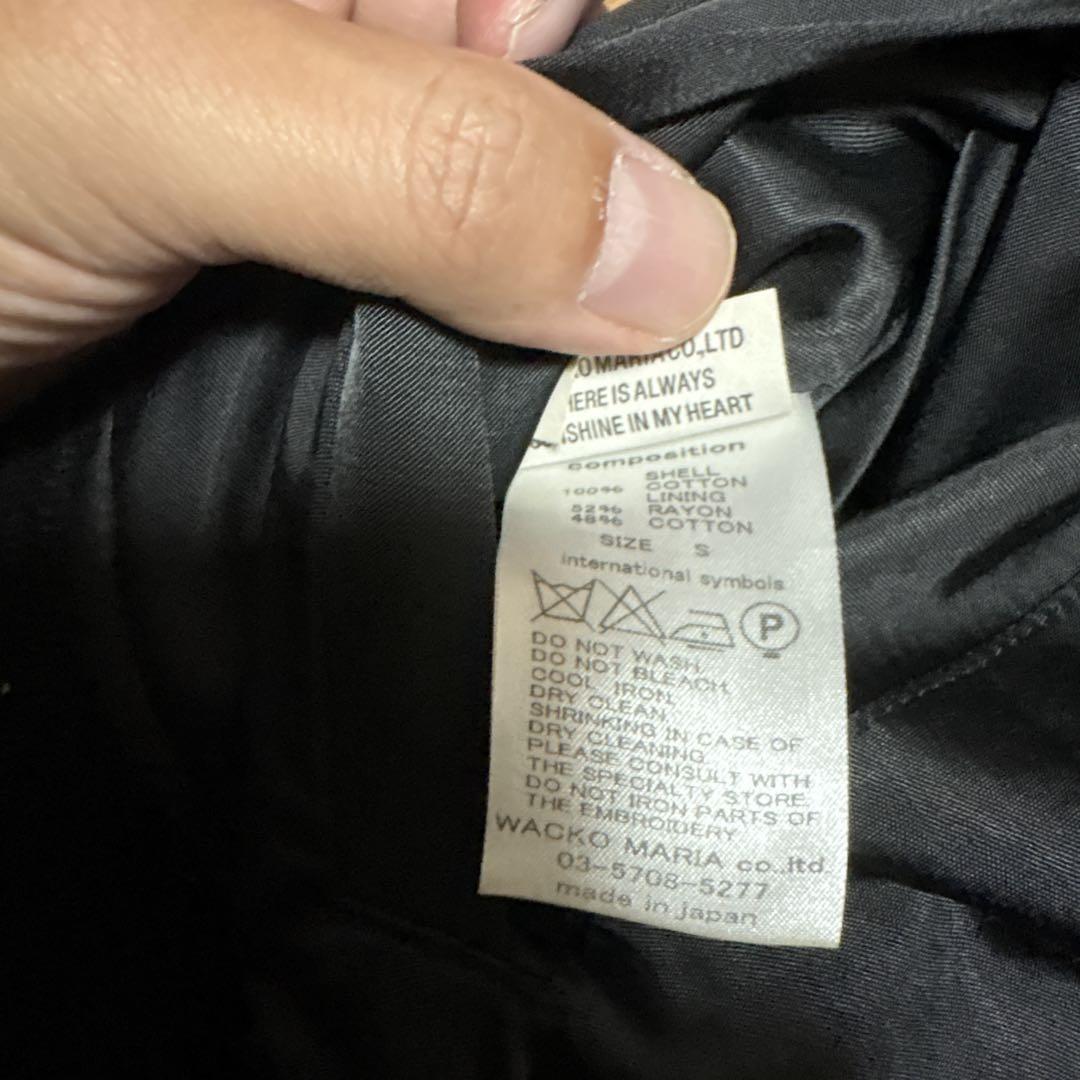 CO.,LTD
IS ALWAYS
IN MY HEART
composition
SHELL
100% COTTON
LINING
52% RAYON
48% COTTON
SIZE S
international symbols
P
DO NOT WASH.
DO NOT BLEACH.
COOL IRON.
DRY CLEAN.
SHRINKING IN CASE OF
DRY CLEANING.
PLEASE CONSULT WITH
THE SPECIALTY STORE.
DO NOT IRON PARTS OF
THE EMBROIDERY
WACKO MARIA co.,ltd.
03-5708-5277
made in japan